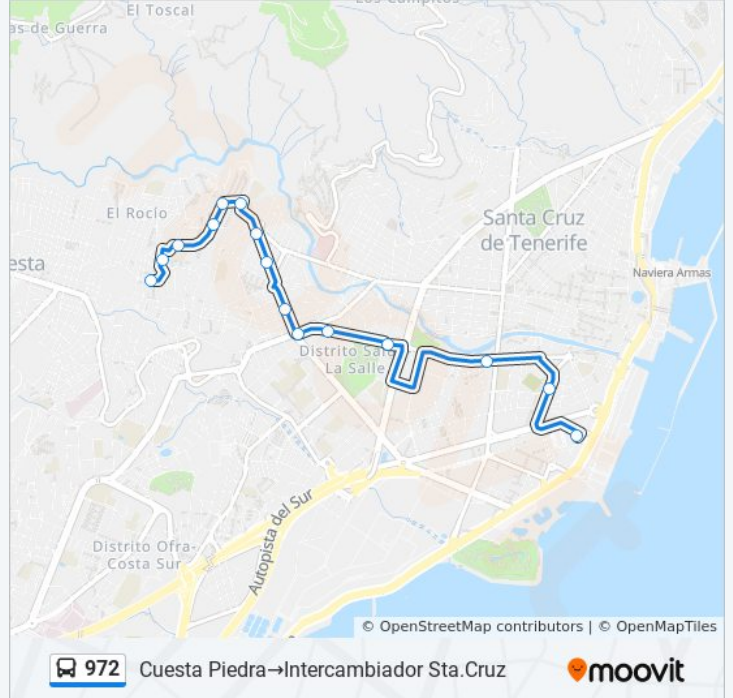 El Toscal
Los Campitos
as de Guerra
El Rocío
Santa Cruz
de Tenerife
esta
Naviera Armas
Distrito Salu
La Salle
Autopista del Sur
Distrito Ofra-
Costa Sur
© OpenStreetMap contributors | © OpenMapTiles
972 Cuesta Piedra→Intercambiador Sta.Cruz
moovit